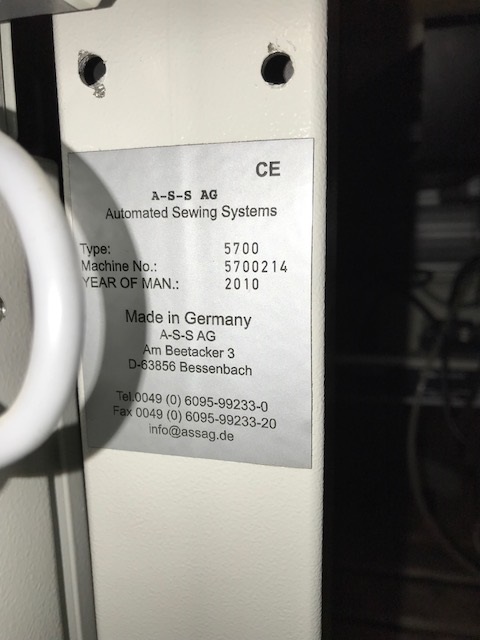 CE
A-S-S AG
Automated Sewing Systems
Type: 5700
Machine No.: 5700214
YEAR OF MAN.: 2010
Made in Germany
A-S-S AG
Am Beetacker 3
D-63856 Bessenbach
Tel.0049 (0) 6095-99233-0
Fax 0049 (0) 6095-99233-20
info@assag.de